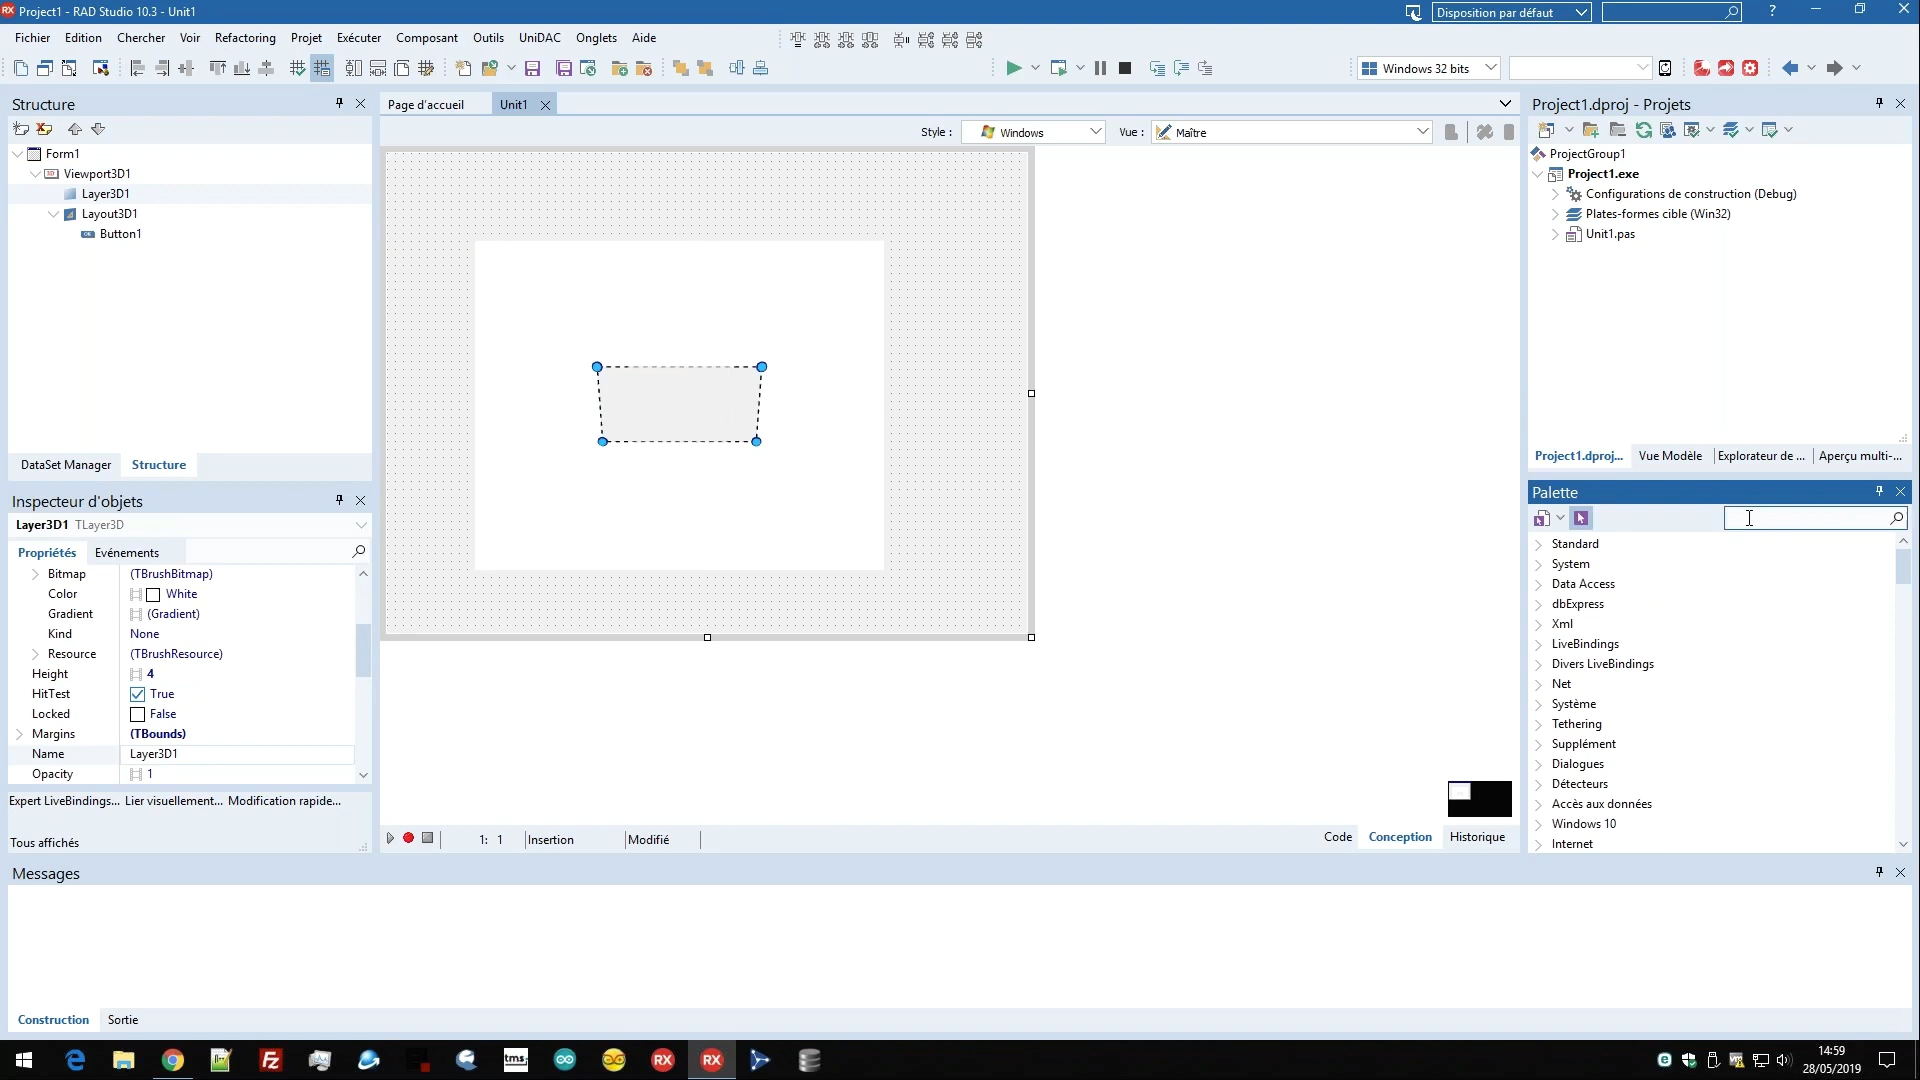 RX Project1 - RAD Studio 10.3 - Unit1
Disposition par défaut
?
Fichier Edition Chercher Voir Refactoring Projet Exécuter Composant Outils UniDAC Onglets Aide
Windows 32 bits
Structure
Form1
3D Viewport3D1
Layer3D1
Layout3D1
OK Button1
DataSet Manager Structure
Inspecteur d'objets
Layer3D1 TLayer3D
Propriétés Evénements
Bitmap (TBrushBitmap)
Color White
Gradient (Gradient)
Kind None
Resource (TBrushResource)
Height 4
HitTest True
Locked False
Margins (TBounds)
Name Layer3D1
Opacity 1
Expert LiveBindings... Lier visuellement... Modification rapide...
Tous affichés
Page d'accueil Unit1
Style : Windows Vue : Maître
1: 1 Insertion Modifié
Code Conception Historique
Project1.dproj - Projets
ProjectGroup1
Project1.exe
Configurations de construction (Debug)
Plates-formes cible (Win32)
Unit1.pas
Project1.dproj... Vue Modèle Explorateur de ... Aperçu multi-...
Palette
Standard
System
Data Access
dbExpress
Xml
LiveBindings
Divers LiveBindings
Net
Système
Tethering
Supplément
Dialogues
Détecteurs
Accès aux données
Windows 10
Internet
Messages
Construction Sortie
Fz tms RX RX
14:59
28/05/2019